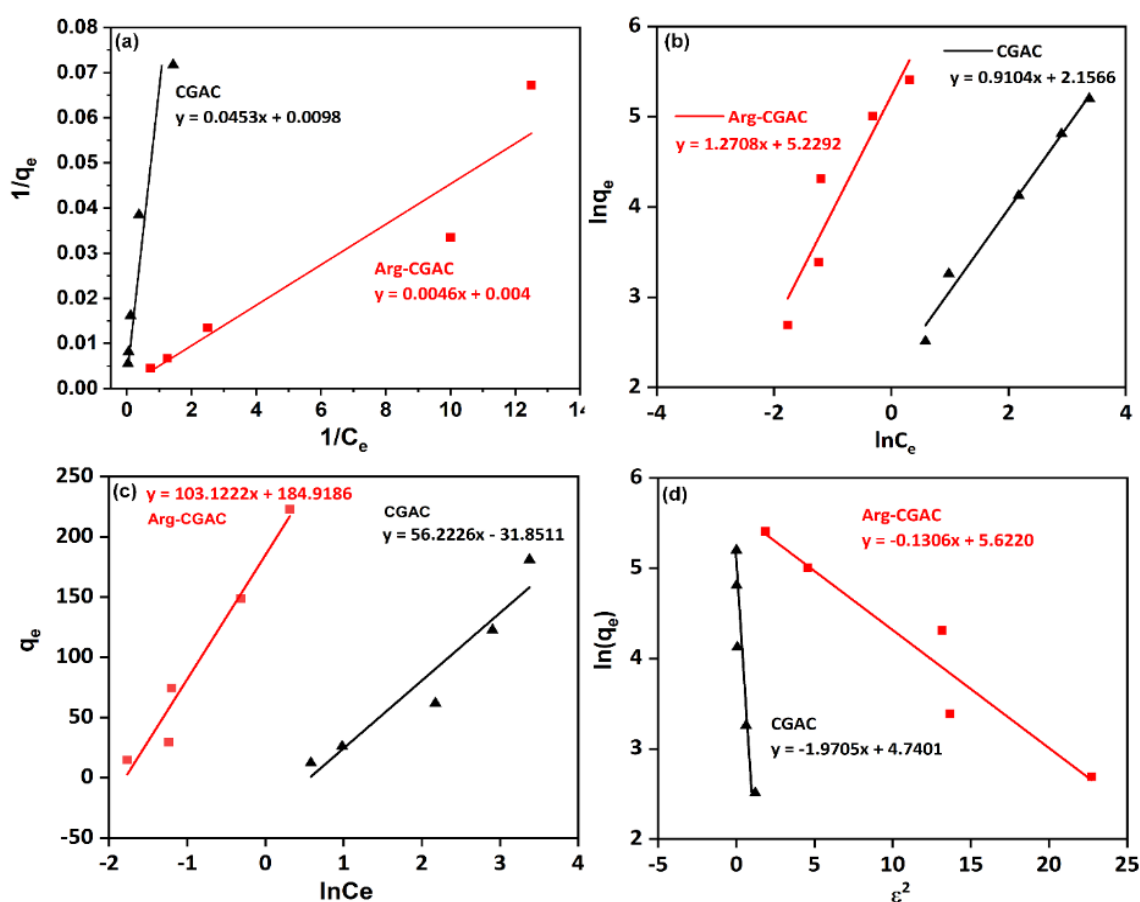 (a)
CGAC
y = 0.0453x + 0.0098
Arg-CGAC
y = 0.0046x + 0.004
0.08
0.07
0.06
0.05
0.04
0.03
0.02
0.01
0.00
0 2 4 6 8 10 12 14
1/qₑ
1/Cₑ
(b)
CGAC
y = 0.9104x + 2.1566
Arg-CGAC
y = 1.2708x + 5.2292
6
5
4
3
2
-4 -2 0 2 4
lnqₑ
lnCₑ
(c)
y = 103.1222x + 184.9186
Arg-CGAC
CGAC
y = 56.2226x - 31.8511
250
200
150
100
50
0
-50
-2 -1 0 1 2 3 4
qₑ
lnCe
(d)
Arg-CGAC
y = -0.1306x + 5.6220
CGAC
y = -1.9705x + 4.7401
6
5
4
3
2
-5 0 5 10 15 20 25
ln(qₑ)
ε²